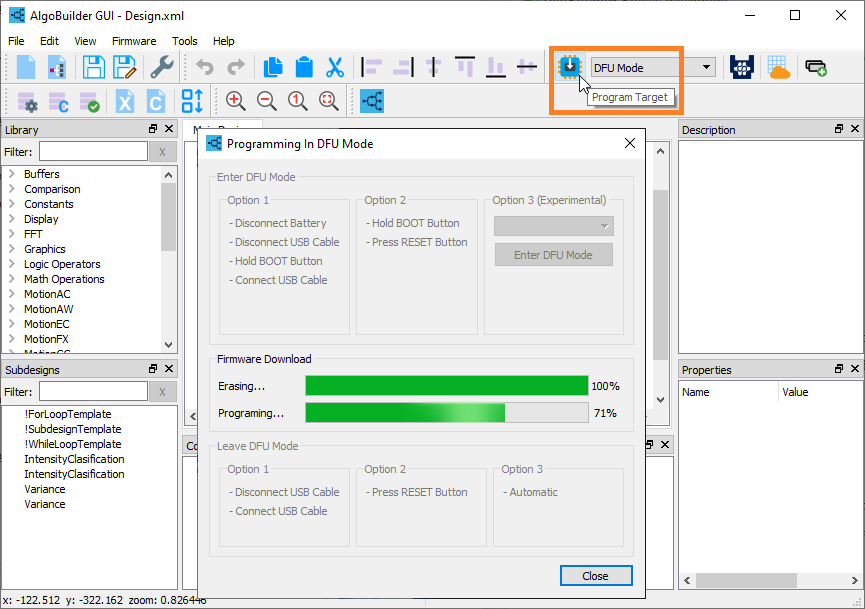 AlgoBuilder GUI - Design.xml
File Edit View Firmware Tools Help
DFU Mode
Program Target
X C
C
1
Library
Filter:
X
Buffers
Comparison
Constants
Display
FFT
Graphics
Logic Operators
Math Operations
MotionAC
MotionAW
MotionEC
MotionFX
Subdesigns
Filter:
X
!ForLoopTemplate
!SubdesignTemplate
!WhileLoopTemplate
IntensityClasification
IntensityClasification
Variance
Variance
Programming In DFU Mode
Enter DFU Mode
Option 1
- Disconnect Battery
- Disconnect USB Cable
- Hold BOOT Button
- Connect USB Cable
Option 2
- Hold BOOT Button
- Press RESET Button
Option 3 (Experimental)
Enter DFU Mode
Firmware Download
Erasing... 100%
Programing... 71%
Leave DFU Mode
Option 1
- Disconnect USB Cable
- Connect USB Cable
Option 2
- Press RESET Button
Option 3
- Automatic
Close
Description
Properties
Name Value
x: -122.512 y: -322.162 zoom: 0.826446